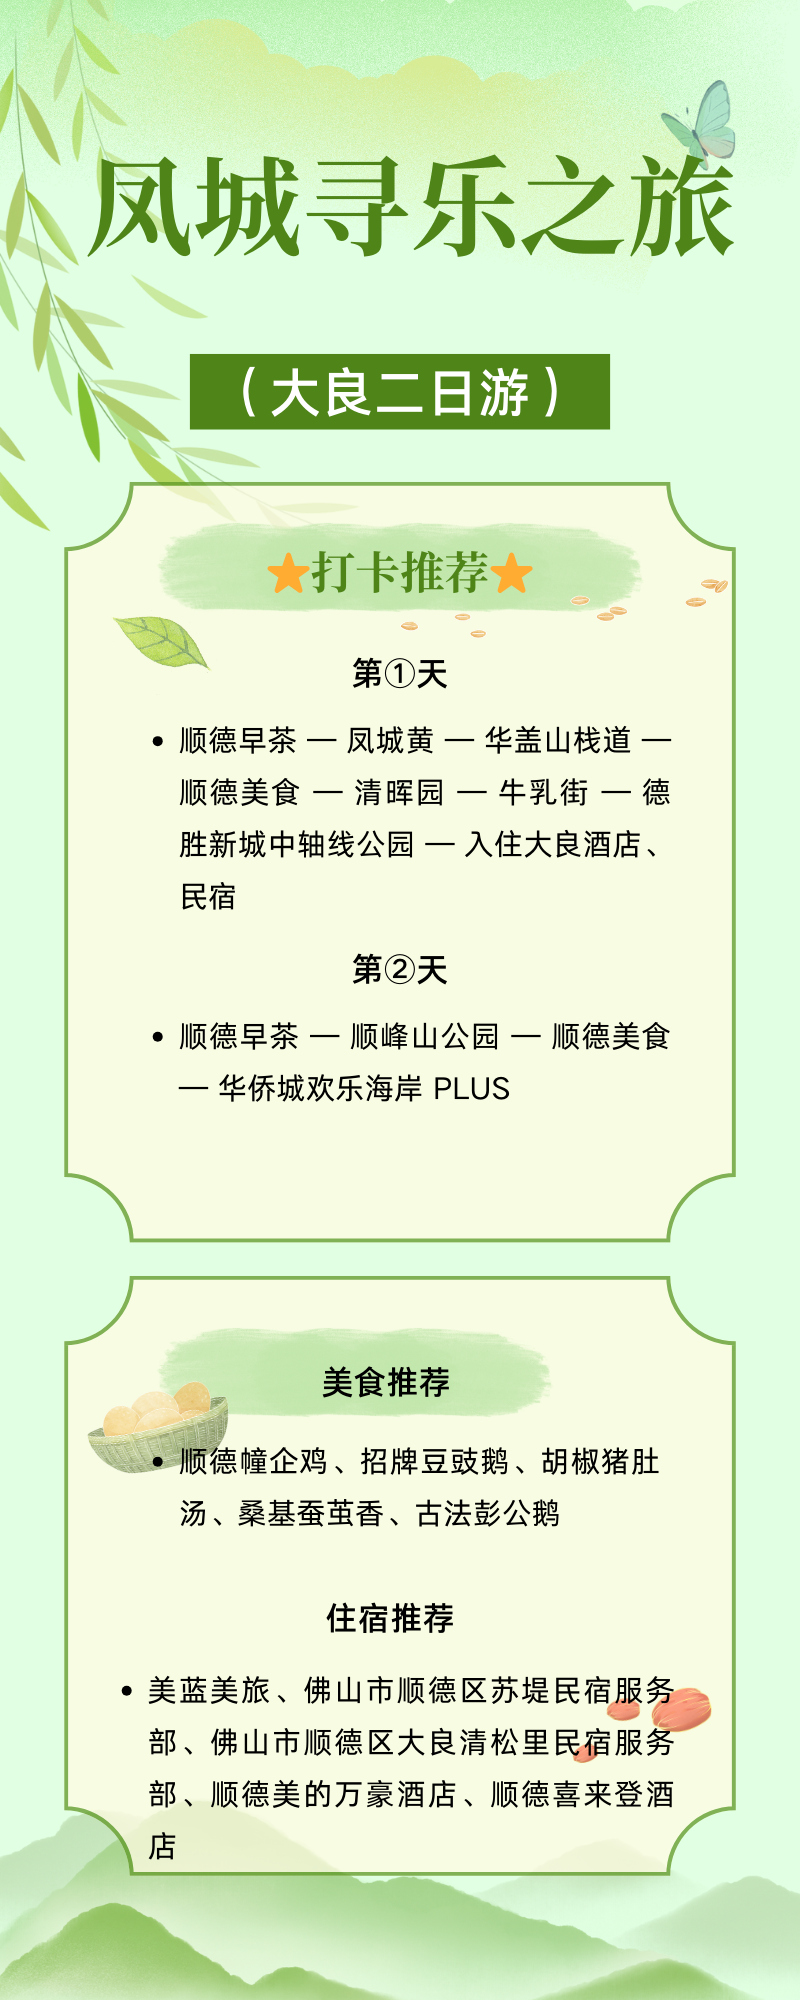 凤城寻乐之旅
（大良二日游）
⭐打卡推荐⭐
第①天
• 顺德早茶 — 凤城黄 — 华盖山栈道 —
顺德美食 — 清晖园 — 牛乳街 — 德
胜新城中轴线公园 — 入住大良酒店、
民宿
第②天
• 顺德早茶 — 顺峰山公园 — 顺德美食
— 华侨城欢乐海岸 PLUS
美食推荐
• 顺德幢企鸡、招牌豆豉鹅、胡椒猪肚
汤、桑基蚕茧香、古法彭公鹅
住宿推荐
• 美蓝美旅、佛山市顺德区苏堤民宿服务
部、佛山市顺德区大良清松里民宿服务
部、顺德美的万豪酒店、顺德喜来登酒
店